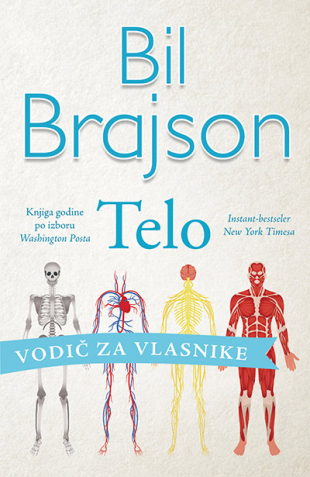 Bil
Brajson
Knjiga godine
po izboru
Washington Posta
Telo
Instant-bestseler
New York Timesa
VODIČ ZA VLASNIKE